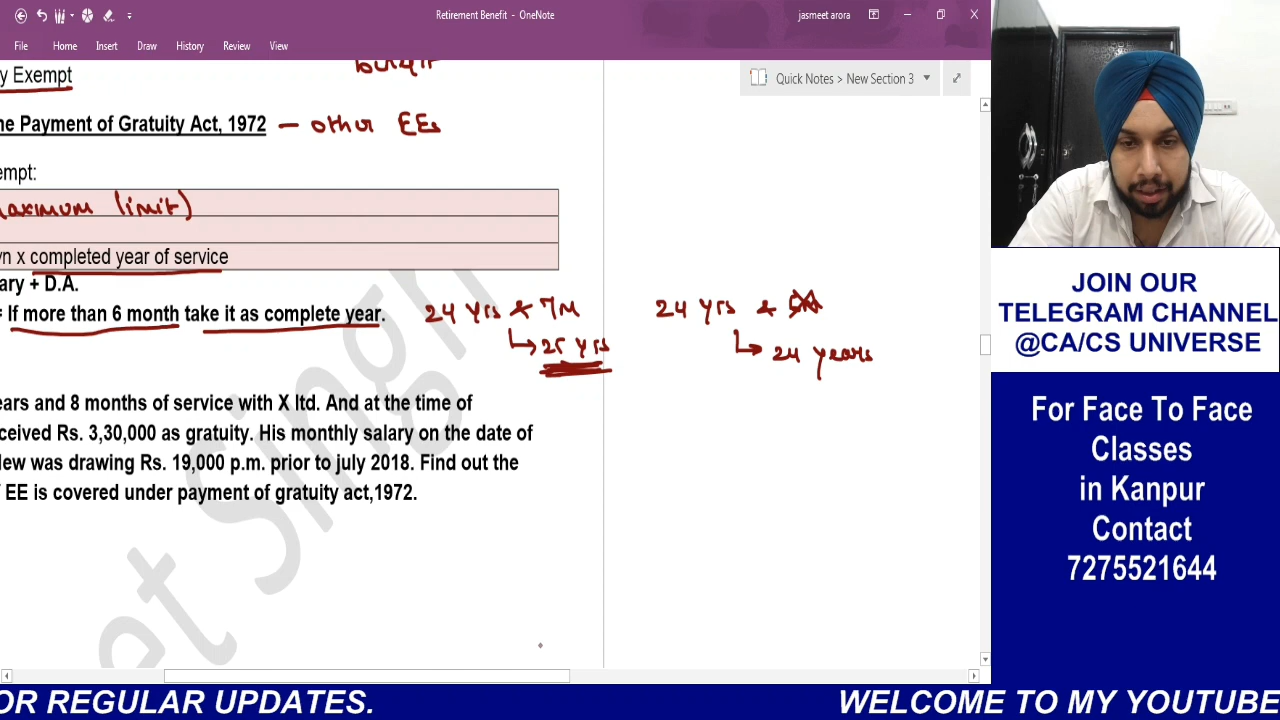 Retirement Benefit - OneNote
jasmeet arora
File Home Insert Draw History Review View
Quick Notes > New Section 3
y Exempt
benefit
he Payment of Gratuity Act, 1972 – other EEs
empt:
maximum limit)
n x completed year of service
ary + D.A.
= If more than 6 month take it as complete year.
24 yrs & 7M
25 yrs
24 yrs &
24 years
ears and 8 months of service with X ltd. And at the time of
ceived Rs. 3,30,000 as gratuity. His monthly salary on the date of
lew was drawing Rs. 19,000 p.m. prior to july 2018. Find out the
EE is covered under payment of gratuity act,1972.
et Singh
JOIN OUR
TELEGRAM CHANNEL
@CA/CS UNIVERSE
For Face To Face
Classes
in Kanpur
Contact
7275521644
OR REGULAR UPDATES.
WELCOME TO MY YOUTUBE